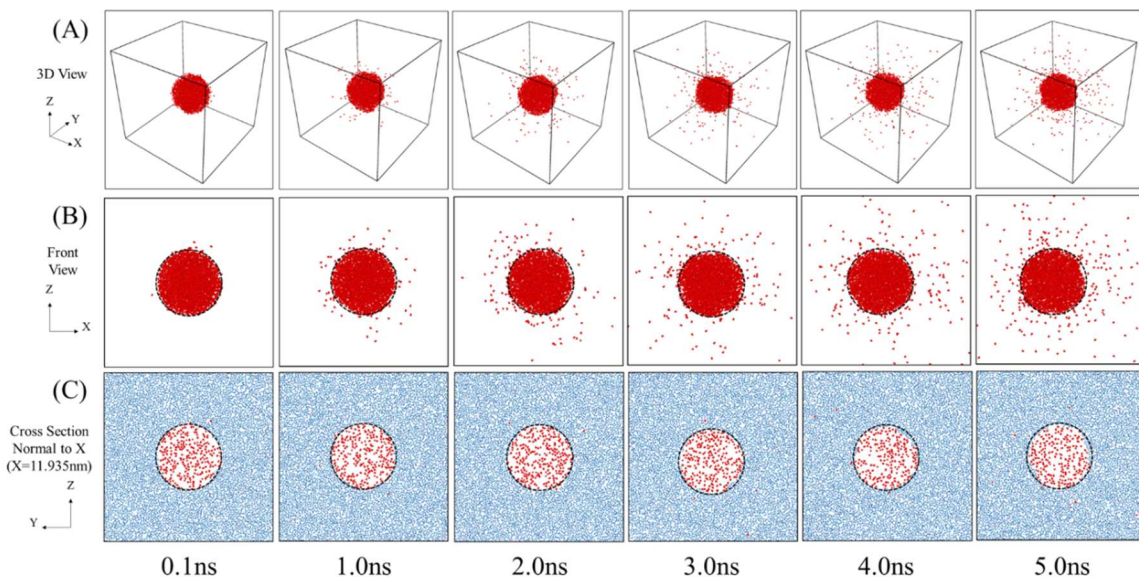 (A)
3D View
Z
Y
X
(B)
Front
View
Z
X
(C)
Cross Section
Normal to X
(X=11.935nm)
Z
Y
0.1ns 1.0ns 2.0ns 3.0ns 4.0ns 5.0ns